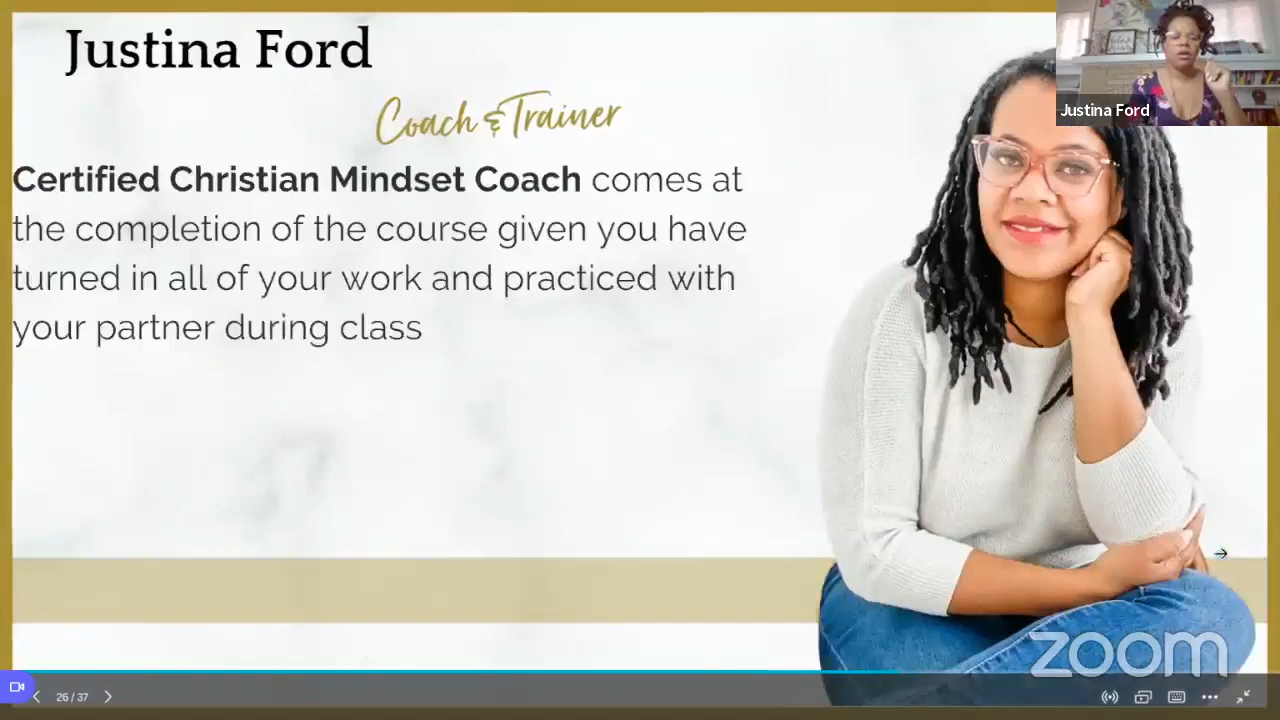 Justina Ford
Coach & Trainer
Certified Christian Mindset Coach comes at
the completion of the course given you have
turned in all of your work and practiced with
your partner during class
Justina Ford
zoom
26 / 37